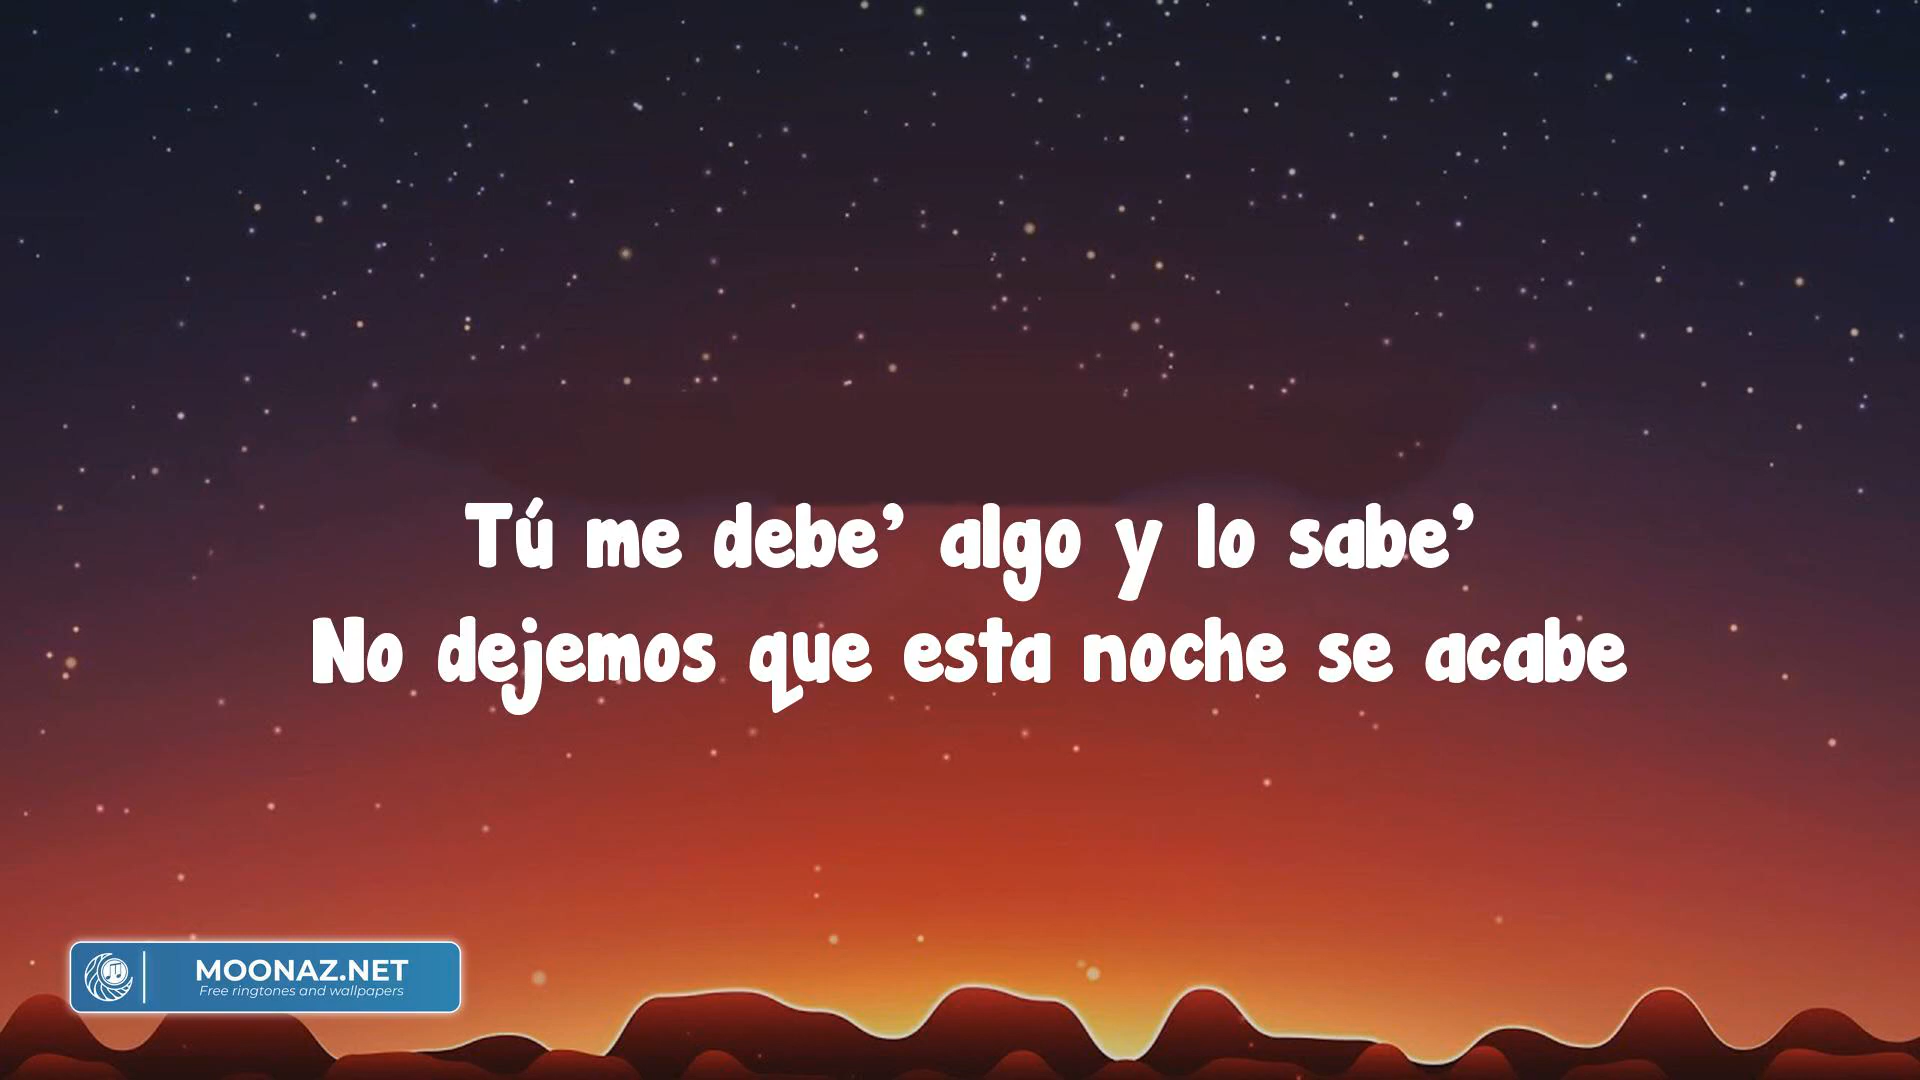 Tú me debe' algo y lo sabe'
No dejemos que esta noche se acabe
MOONAZ.NET
Free ringtones and wallpapers